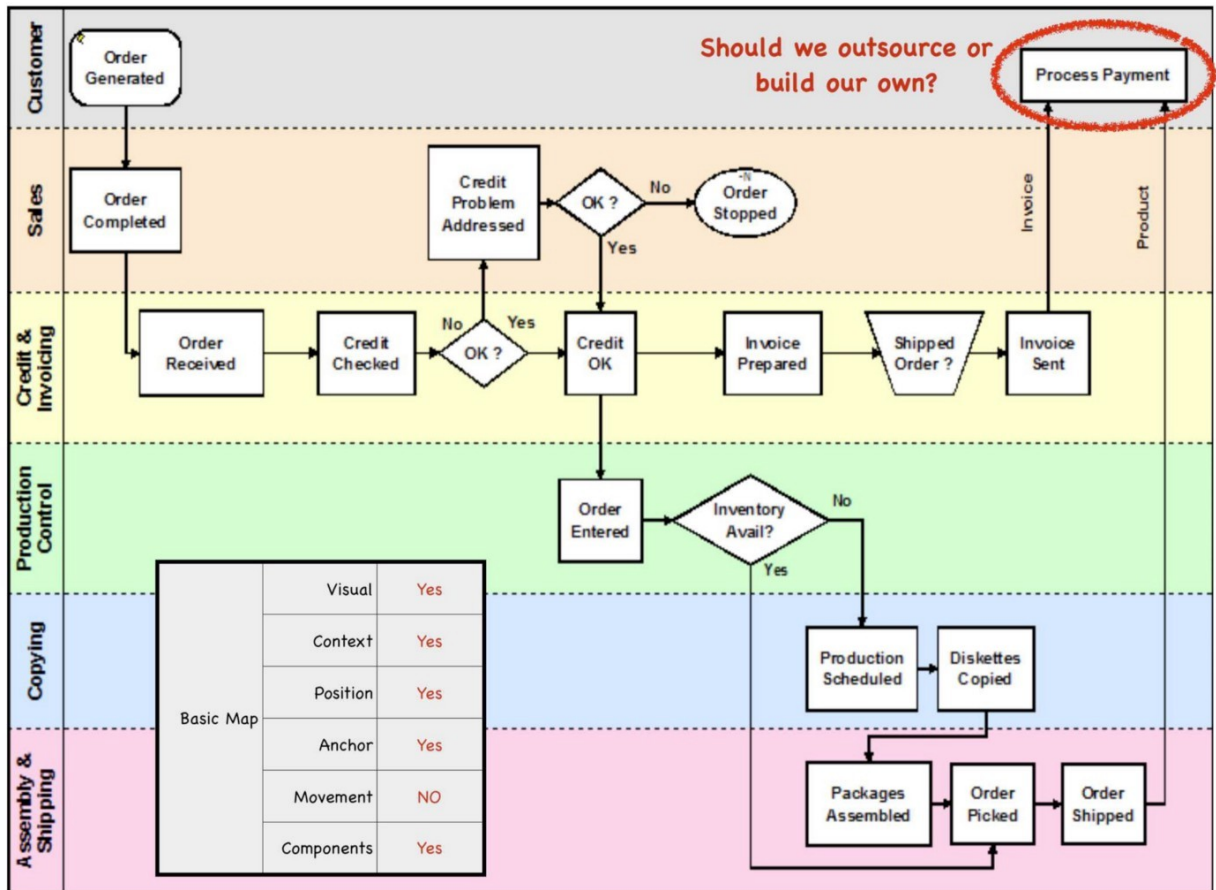 Customer
Order
Generated
Should we outsource or
build our own?
Process Payment
Sales
Order
Completed
Credit
Problem
Addressed
OK ?
No
-N
Order
Stopped
Yes
Invoice
Product
Credit &
Invoicing
Order
Received
Credit
Checked
No
OK ?
Yes
Credit
OK
Invoice
Prepared
Shipped
Order ?
Invoice
Sent
Production
Control
Order
Entered
Inventory
Avail?
No
Yes
Copying
Production
Scheduled
Diskettes
Copied
Assembly &
Shipping
Packages
Assembled
Order
Picked
Order
Shipped
Basic Map
Visual Yes
Context Yes
Position Yes
Anchor Yes
Movement NO
Components Yes